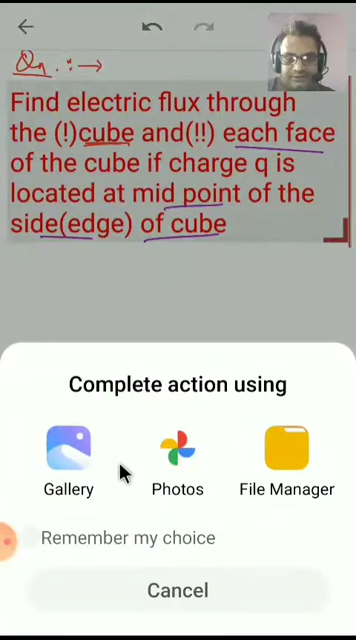 Qn. :→
Find electric flux through
the (!)cube and(!!) each face
of the cube if charge q is
located at mid point of the
side(edge) of cube
Complete action using
Gallery Photos File Manager
Remember my choice
Cancel